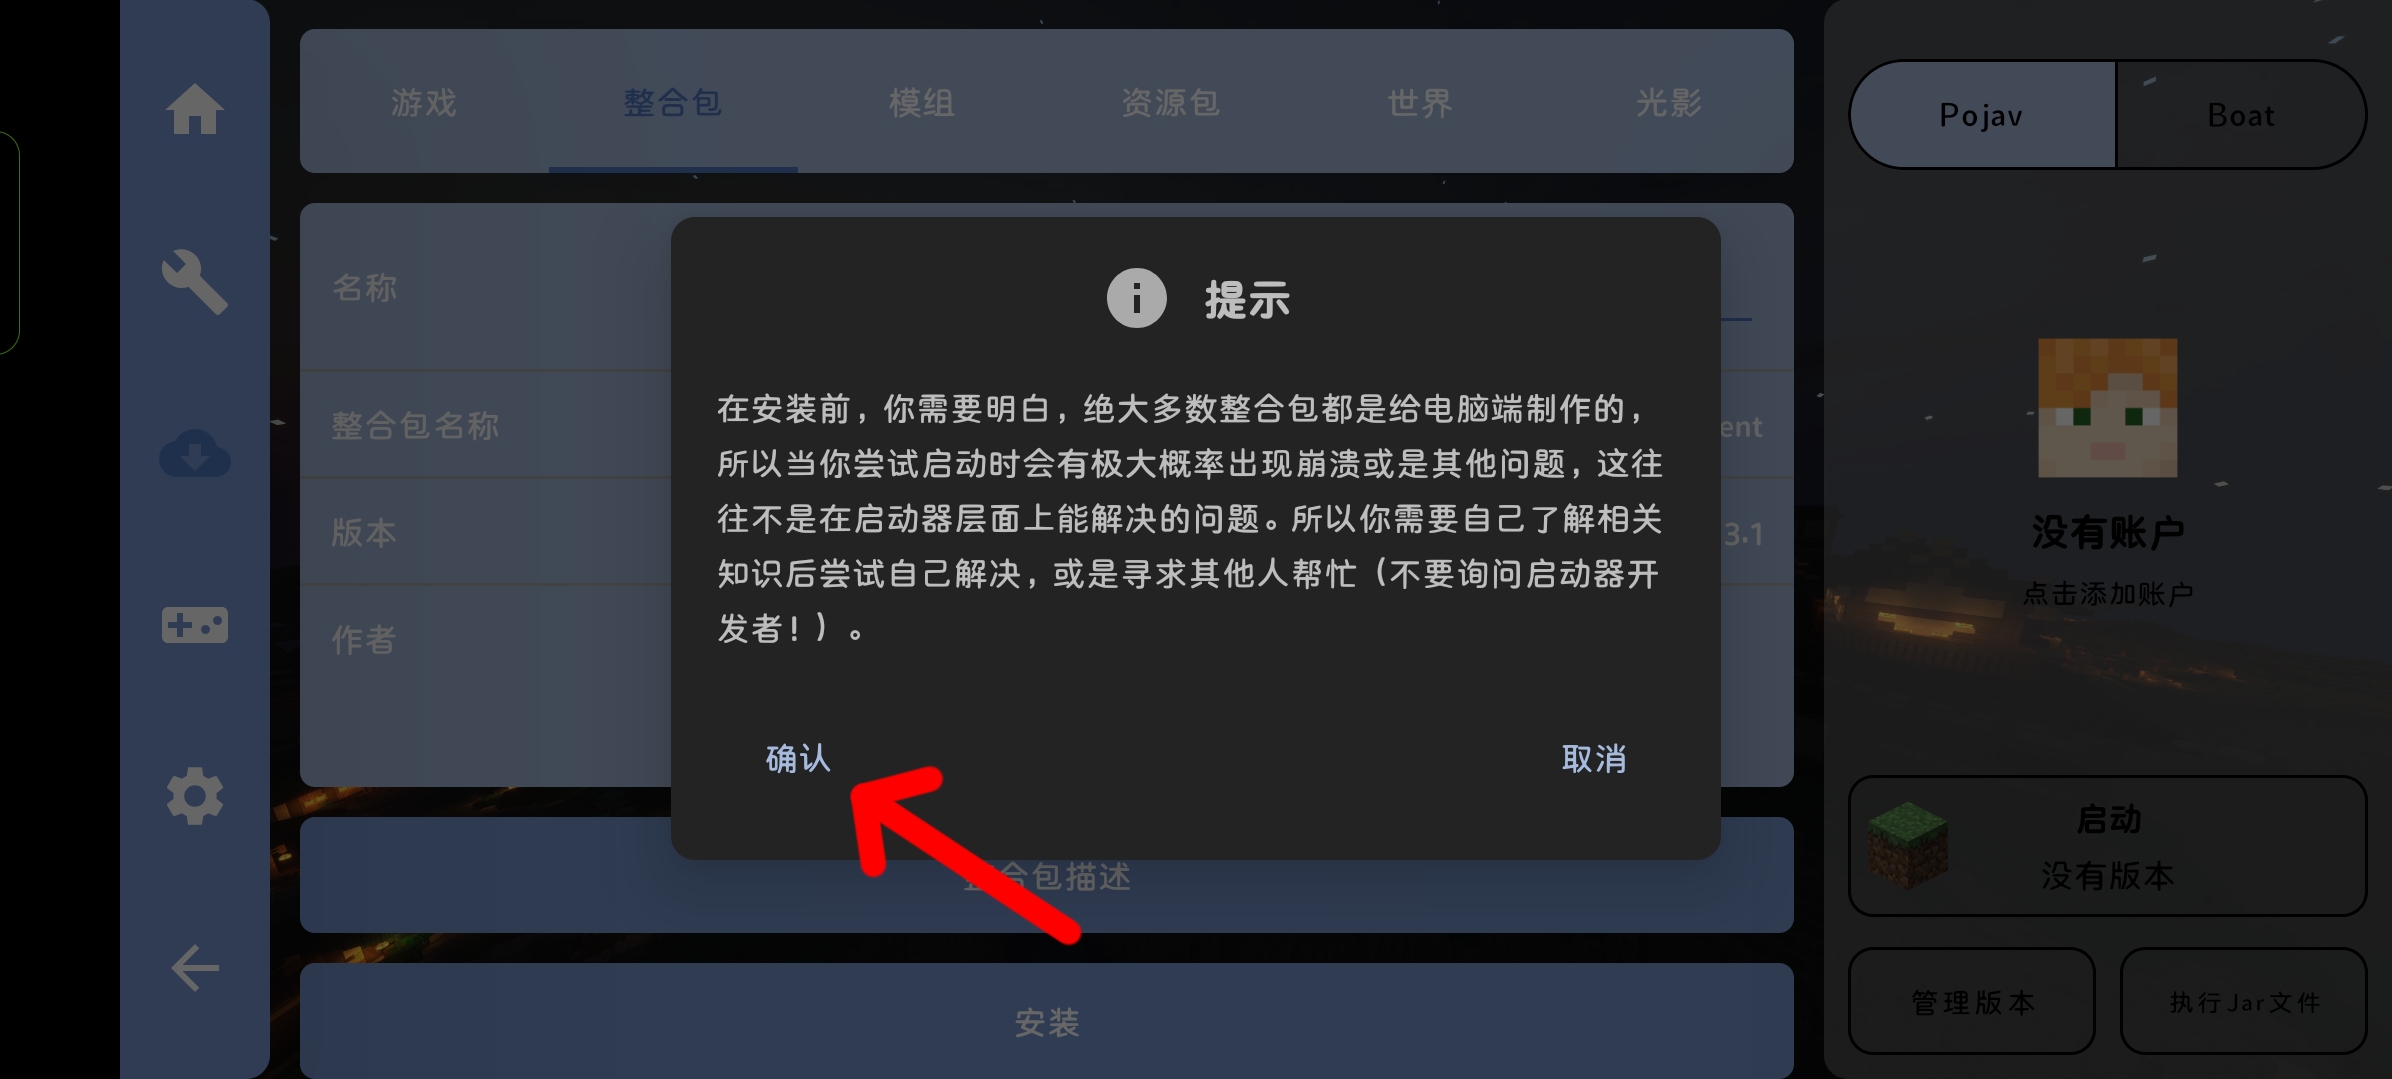 游戏 整合包 模组 资源包 世界 光影
Pojav Boat
名称
提示
在安装前，你需要明白，绝大多数整合包都是给电脑端制作的，
所以当你尝试启动时会有极大概率出现崩溃或是其他问题，这往
往不是在启动器层面上能解决的问题。所以你需要自己了解相关
知识后尝试自己解决，或是寻求其他人帮忙（不要询问启动器开
发者！）。
确认 取消
整合包名称 ent
版本 3.1
作者
整合包描述
安装
没有账户
点击添加账户
启动
没有版本
管理版本 执行Jar文件